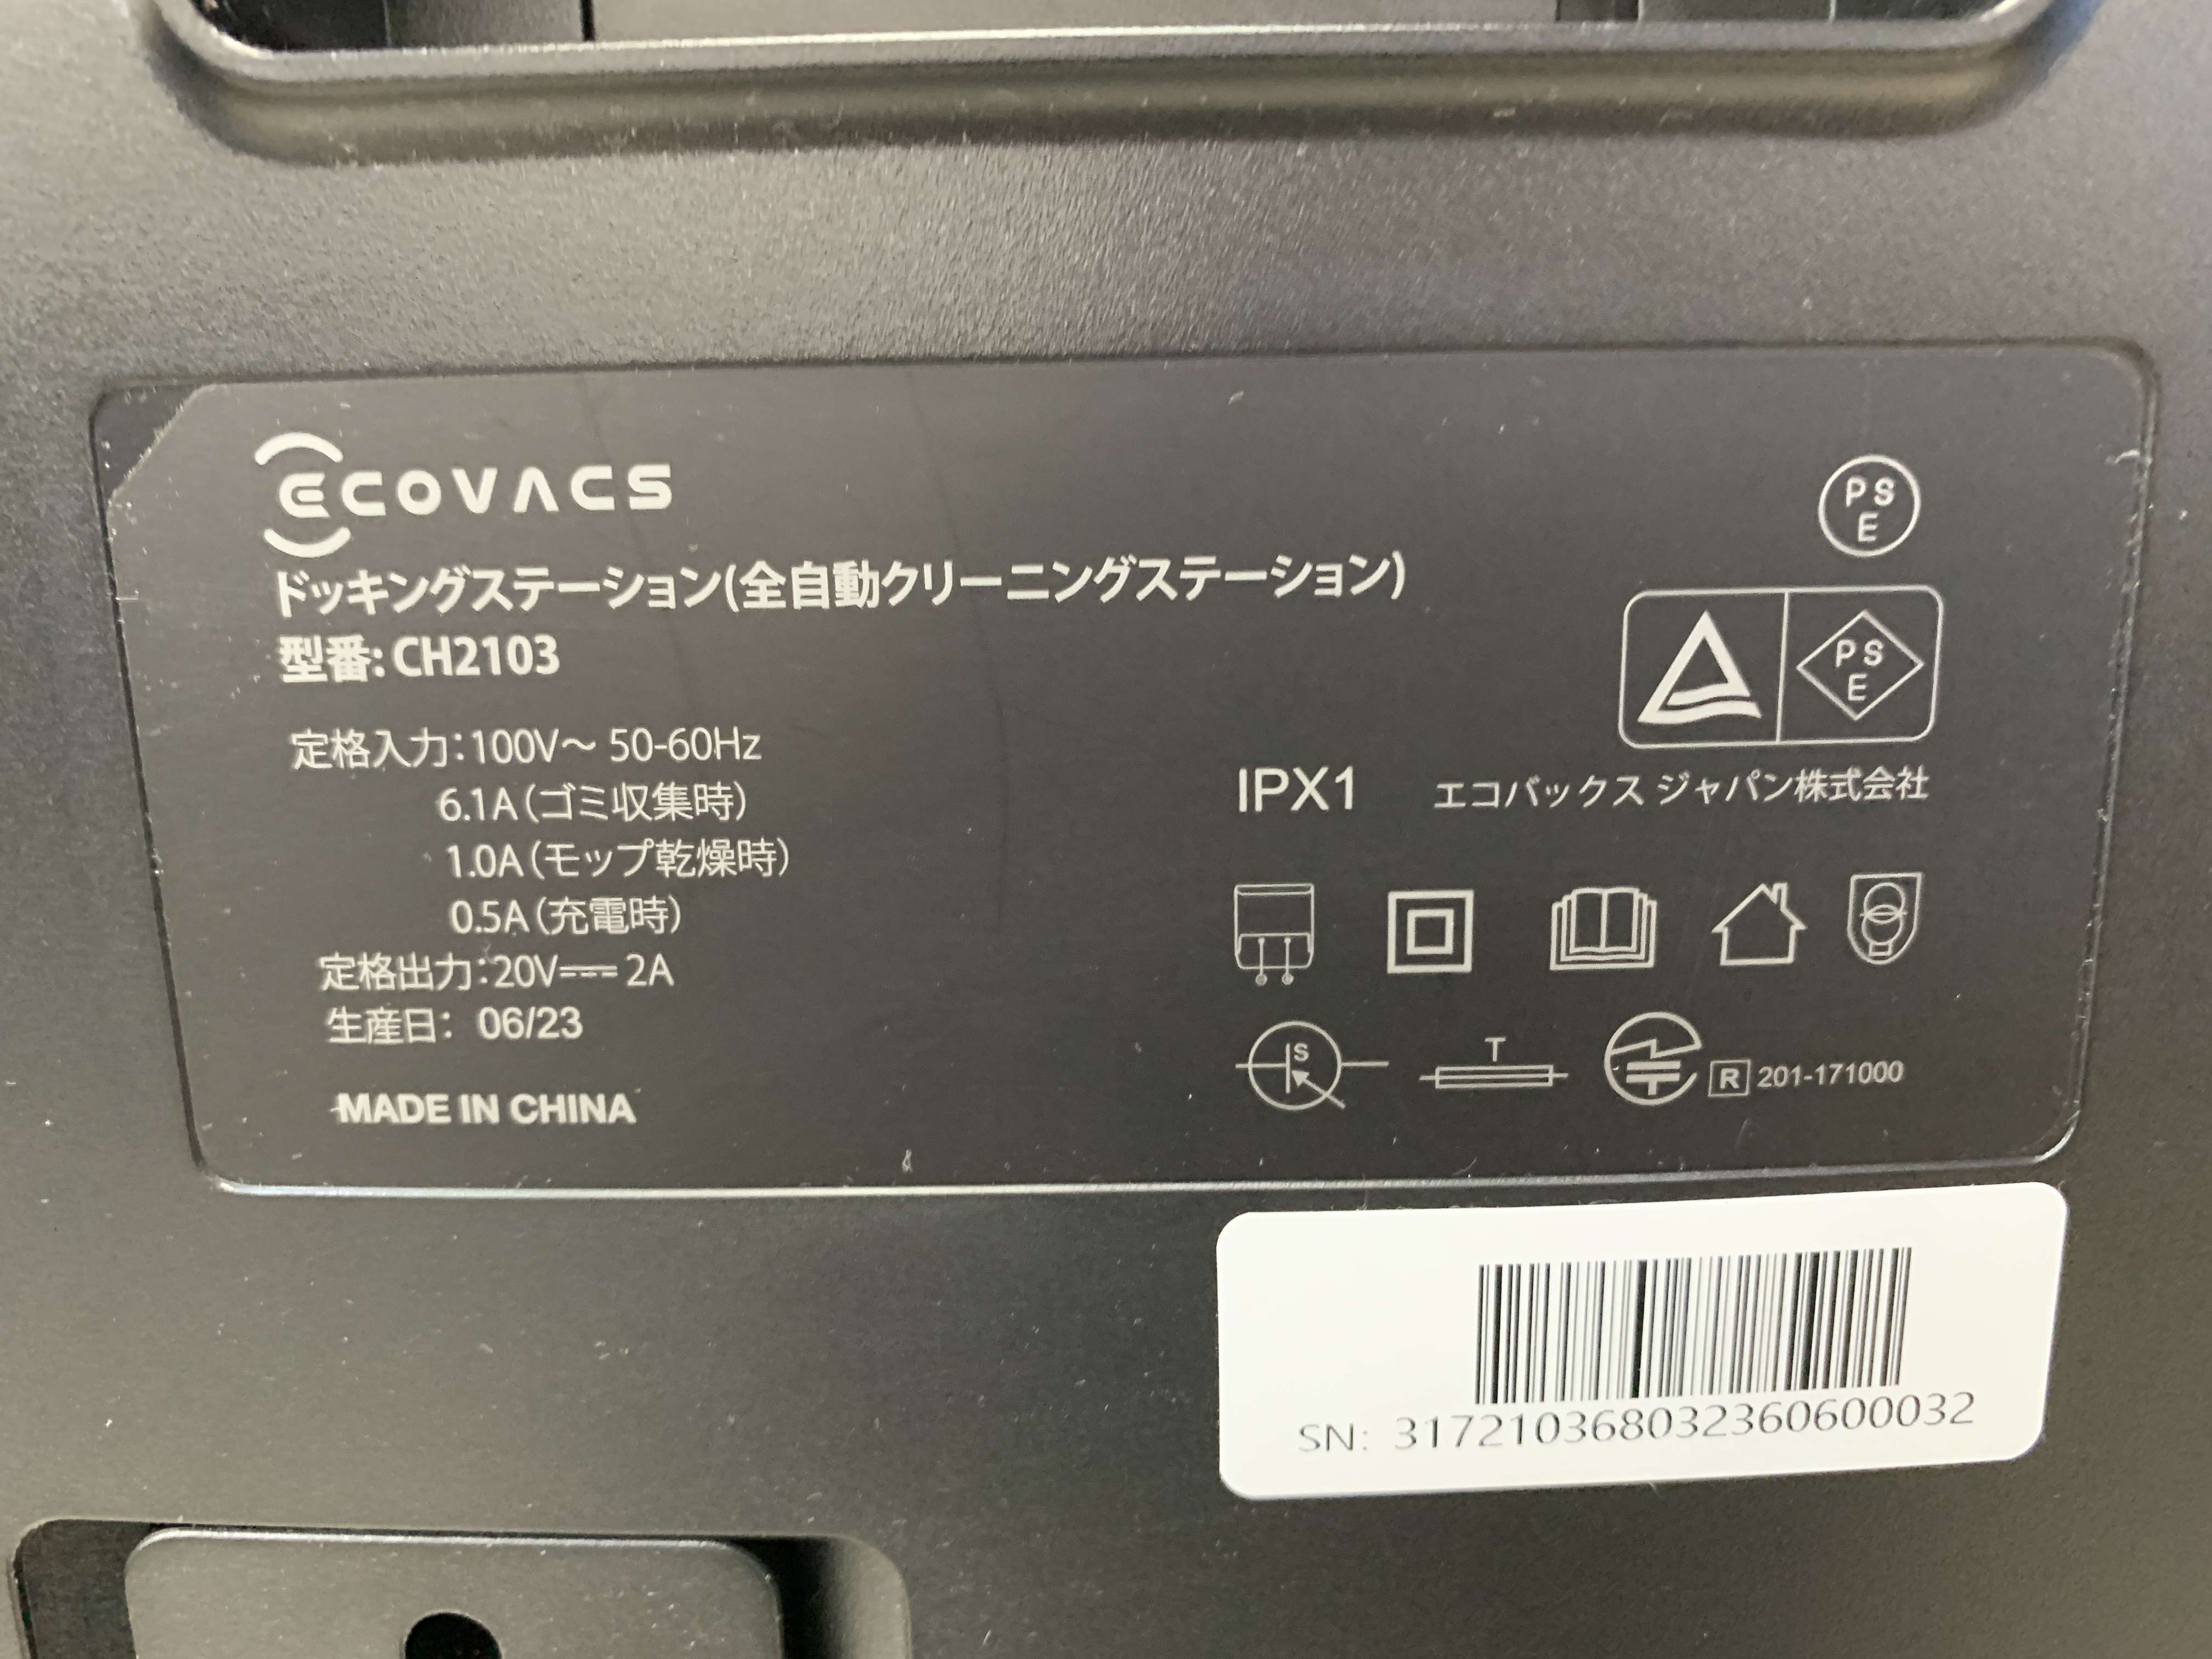 ECOVACS
ドッキングステーション(全自動クリーニングステーション)
型番: CH2103
定格入力：100V～ 50-60Hz
6.1A（ゴミ収集時）
1.0A（モップ乾燥時）
0.5A（充電時）
定格出力：20V⎓ 2A
生産日： 06/23
MADE IN CHINA
PS
E
PS
E
IPX1 エコバックス ジャパン株式会社
S
T
R 201-171000
SN: 317210368032360600032